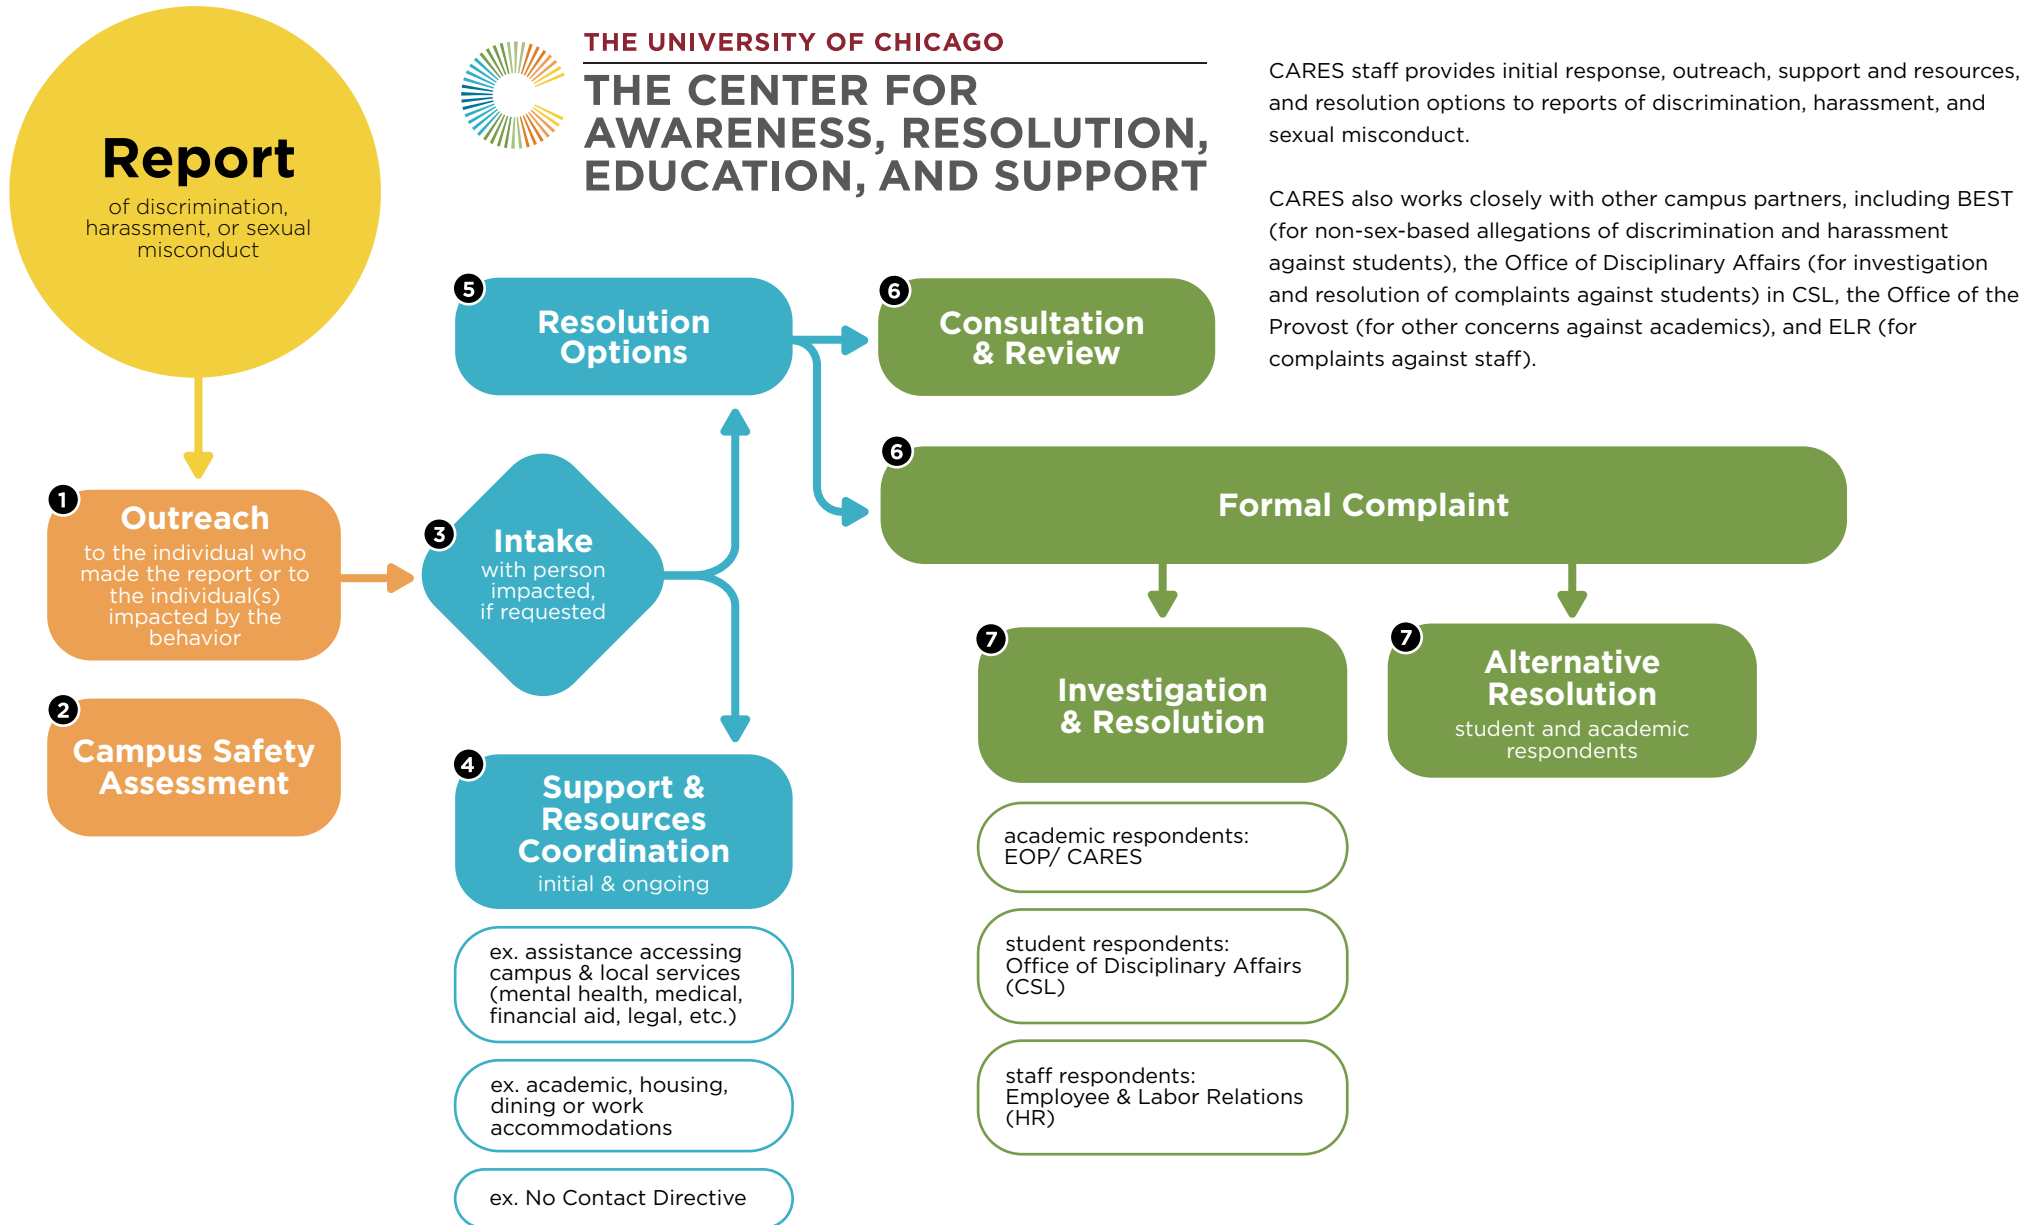 Report
of discrimination,
harassment, or sexual
misconduct
THE UNIVERSITY OF CHICAGO
THE CENTER FOR
AWARENESS, RESOLUTION,
EDUCATION, AND SUPPORT
CARES staff provides initial response, outreach, support and resources,
and resolution options to reports of discrimination, harassment, and
sexual misconduct.
CARES also works closely with other campus partners, including BEST
(for non-sex-based allegations of discrimination and harassment
against students), the Office of Disciplinary Affairs (for investigation
and resolution of complaints against students) in CSL, the Office of the
Provost (for other concerns against academics), and ELR (for
complaints against staff).
1
Outreach
to the individual who
made the report or to
the individual(s)
impacted by the
behavior
2
Campus Safety
Assessment
3
Intake
with person
impacted,
if requested
4
Support &
Resources
Coordination
initial & ongoing
ex. assistance accessing
campus & local services
(mental health, medical,
financial aid, legal, etc.)
ex. academic, housing,
dining or work
accommodations
ex. No Contact Directive
5
Resolution
Options
6
Consultation
& Review
6
Formal Complaint
7
Investigation
& Resolution
academic respondents:
EOP/ CARES
student respondents:
Office of Disciplinary Affairs
(CSL)
staff respondents:
Employee & Labor Relations
(HR)
7
Alternative
Resolution
student and academic
respondents